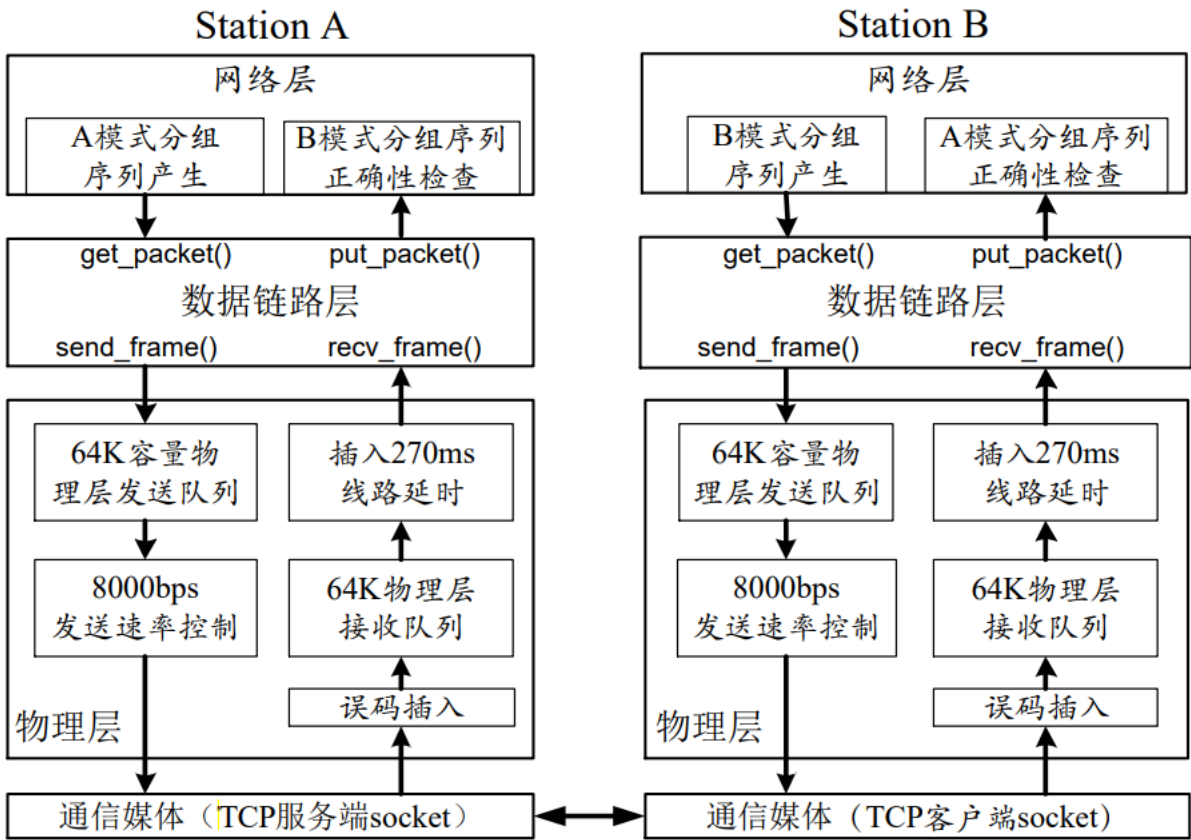 Station A
网络层
A模式分组
序列产生
B模式分组序列
正确性检查
get_packet()
put_packet()
数据链路层
send_frame()
recv_frame()
64K容量物
理层发送队列
插入270ms
线路延时
8000bps
发送速率控制
64K物理层
接收队列
误码插入
物理层
通信媒体（TCP服务端socket）
Station B
网络层
B模式分组
序列产生
A模式分组序列
正确性检查
get_packet()
put_packet()
数据链路层
send_frame()
recv_frame()
64K容量物
理层发送队列
插入270ms
线路延时
8000bps
发送速率控制
64K物理层
接收队列
误码插入
物理层
通信媒体（TCP客户端socket）